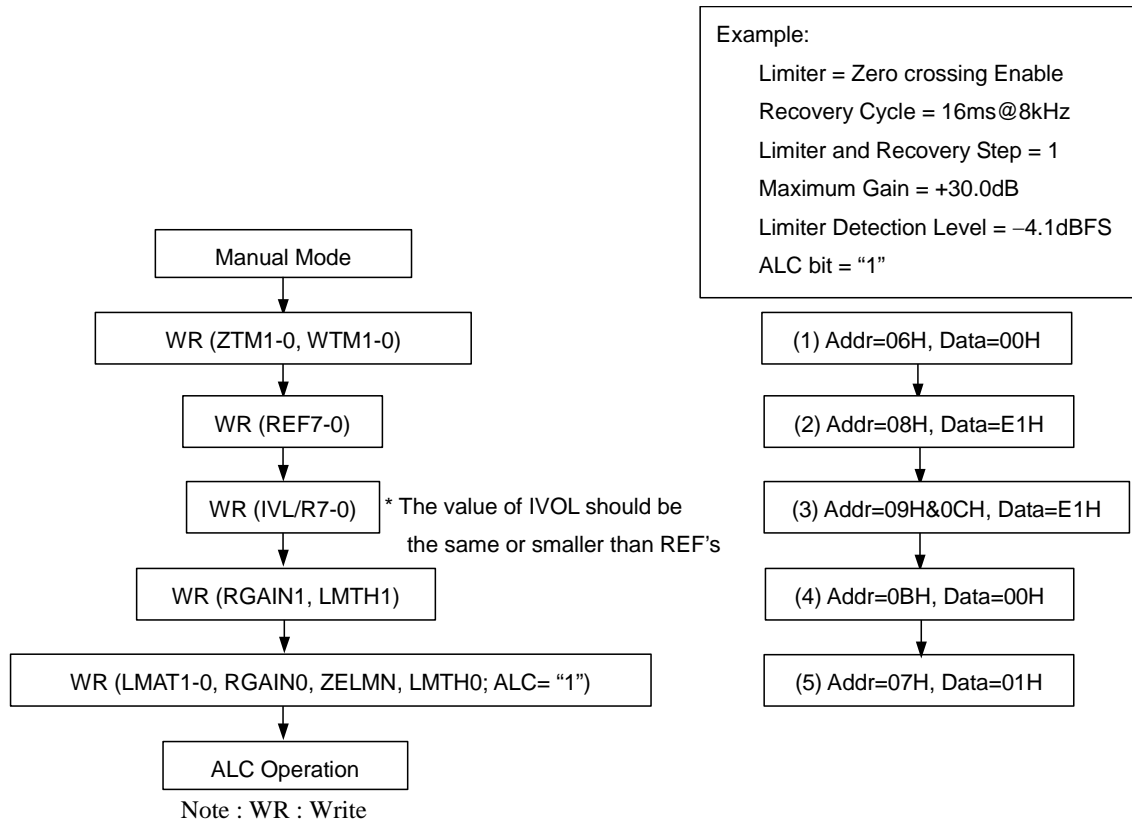 Example:
Limiter = Zero crossing Enable
Recovery Cycle = 16ms@8kHz
Limiter and Recovery Step = 1
Maximum Gain = +30.0dB
Limiter Detection Level = −4.1dBFS
ALC bit = “1”
Manual Mode
WR (ZTM1-0, WTM1-0)
WR (REF7-0)
WR (IVL/R7-0)
* The value of IVOL should be
the same or smaller than REF’s
WR (RGAIN1, LMTH1)
WR (LMAT1-0, RGAIN0, ZELMN, LMTH0; ALC= “1”)
ALC Operation
Note : WR : Write
(1) Addr=06H, Data=00H
(2) Addr=08H, Data=E1H
(3) Addr=09H&0CH, Data=E1H
(4) Addr=0BH, Data=00H
(5) Addr=07H, Data=01H